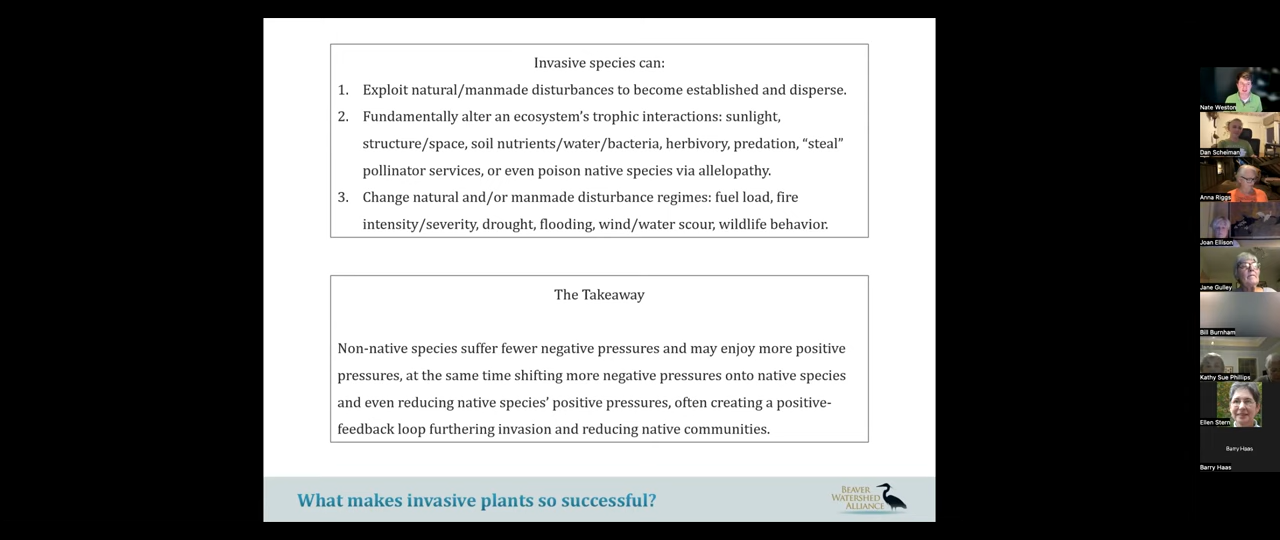 Invasive species can:
1. Exploit natural/manmade disturbances to become established and disperse.
2. Fundamentally alter an ecosystem's trophic interactions: sunlight,
structure/space, soil nutrients/water/bacteria, herbivory, predation, “steal”
pollinator services, or even poison native species via allelopathy.
3. Change natural and/or manmade disturbance regimes: fuel load, fire
intensity/severity, drought, flooding, wind/water scour, wildlife behavior.
The Takeaway
Non-native species suffer fewer negative pressures and may enjoy more positive
pressures, at the same time shifting more negative pressures onto native species
and even reducing native species’ positive pressures, often creating a positive-
feedback loop furthering invasion and reducing native communities.
What makes invasive plants so successful?
BEAVER
WATERSHED
ALLIANCE
Nate Weston
Dan Scheiman
Anna Riggs
Joan Ellison
Jane Gulley
Bill Burnham
Kathy Sue Phillips
Ellen Stern
Barry Haas
Barry Haas